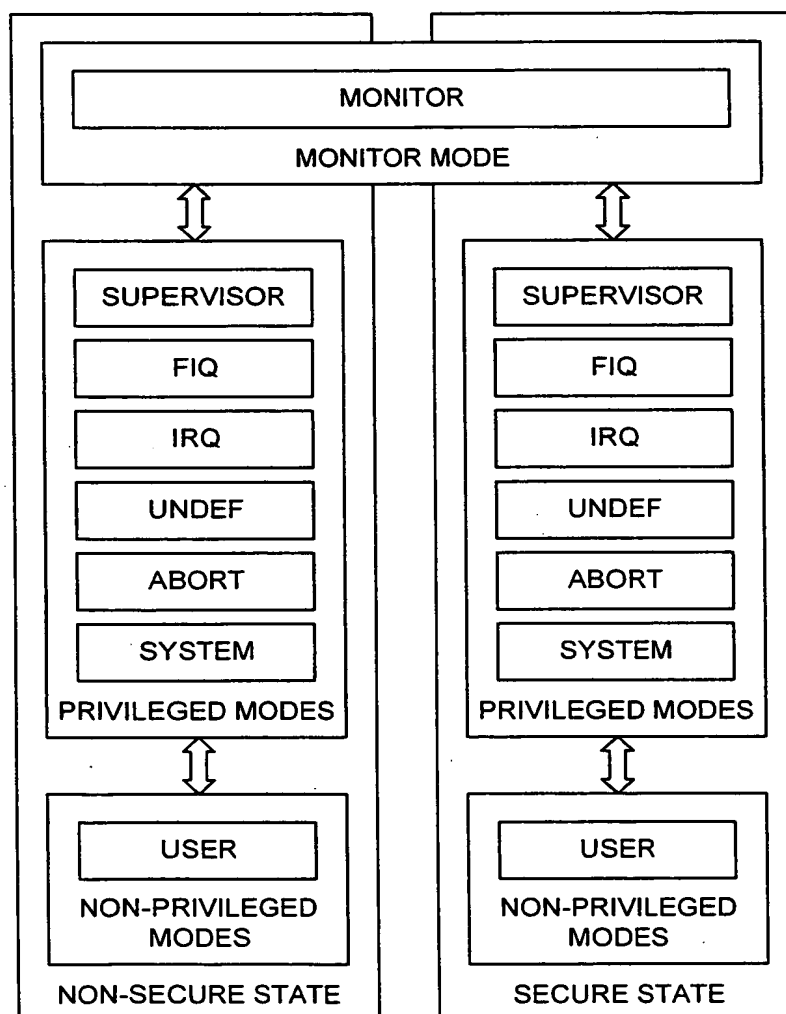 MONITOR
MONITOR MODE
SUPERVISOR
FIQ
IRQ
UNDEF
ABORT
SYSTEM
PRIVILEGED MODES
USER
NON-PRIVILEGED
MODES
NON-SECURE STATE
SUPERVISOR
FIQ
IRQ
UNDEF
ABORT
SYSTEM
PRIVILEGED MODES
USER
NON-PRIVILEGED
MODES
SECURE STATE